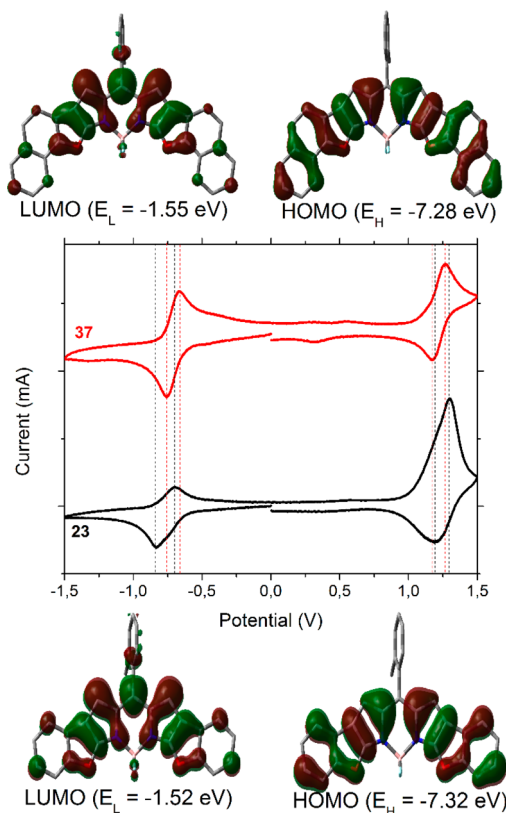 LUMO (E_L = -1.55 eV) HOMO (E_H = -7.28 eV)
37
23
Current (mA)
-1,5 -1,0 -0,5 0,0 0,5 1,0 1,5
Potential (V)
LUMO (E_L = -1.52 eV) HOMO (E_H = -7.32 eV)